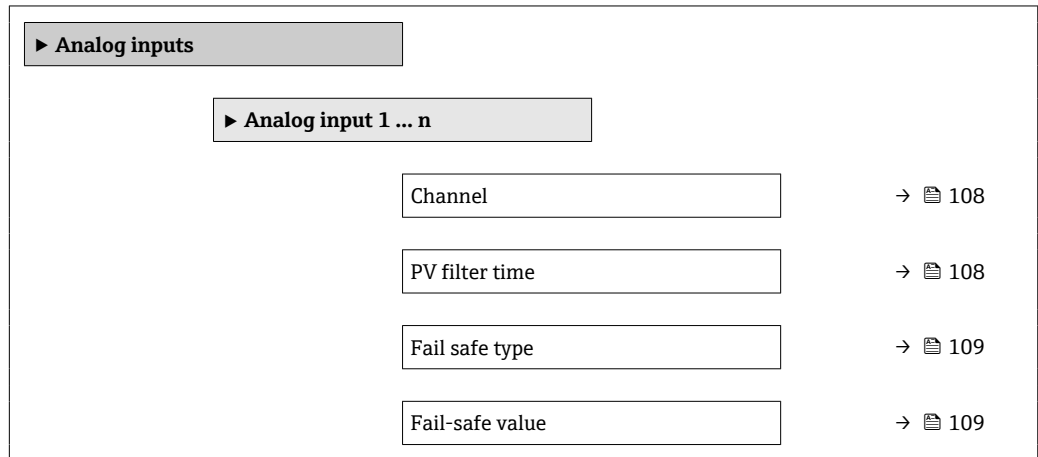 ▶ Analog inputs
▶ Analog input 1 ... n
Channel → 108
PV filter time → 108
Fail safe type → 109
Fail-safe value → 109